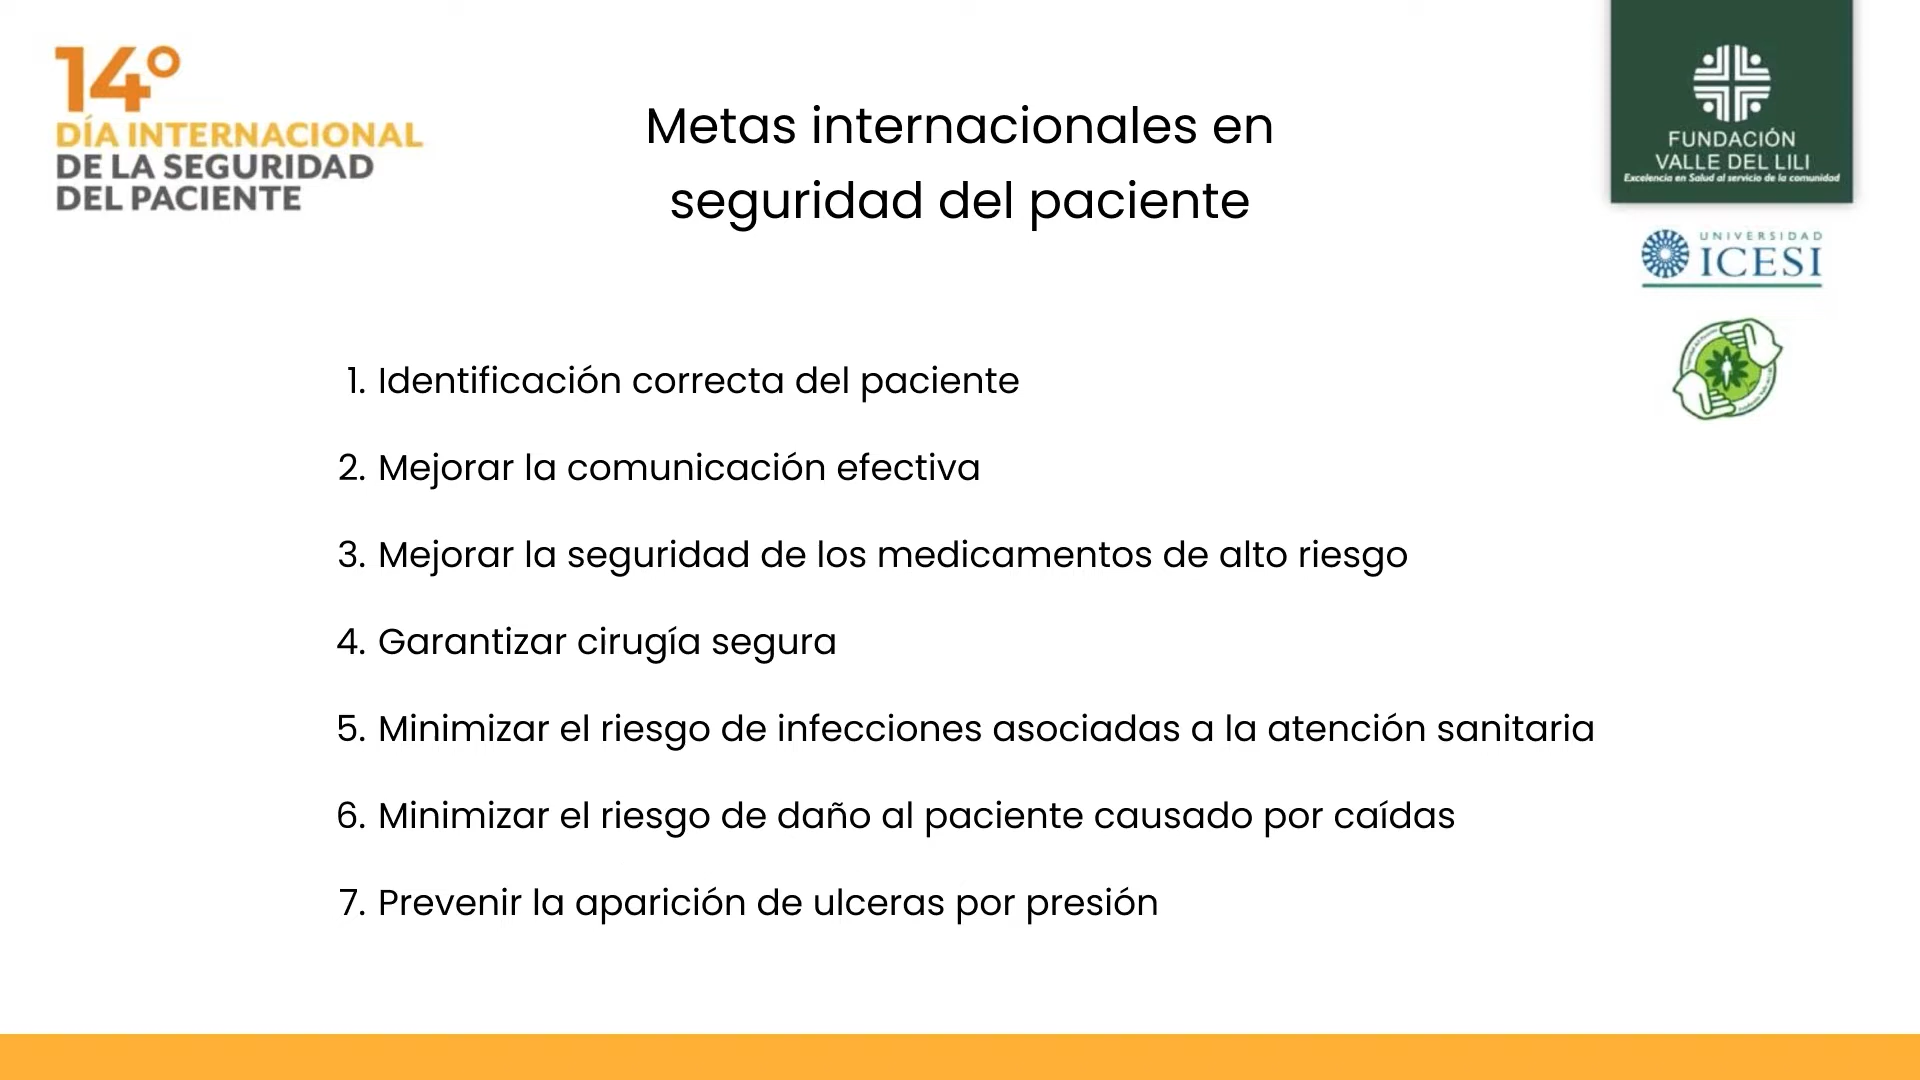 14°
DÍA INTERNACIONAL
DE LA SEGURIDAD
DEL PACIENTE
Metas internacionales en
seguridad del paciente
FUNDACIÓN
VALLE DEL LILI
Excelencia en Salud al servicio de la comunidad
UNIVERSIDAD
ICESI
1. Identificación correcta del paciente
2. Mejorar la comunicación efectiva
3. Mejorar la seguridad de los medicamentos de alto riesgo
4. Garantizar cirugía segura
5. Minimizar el riesgo de infecciones asociadas a la atención sanitaria
6. Minimizar el riesgo de daño al paciente causado por caídas
7. Prevenir la aparición de ulceras por presión